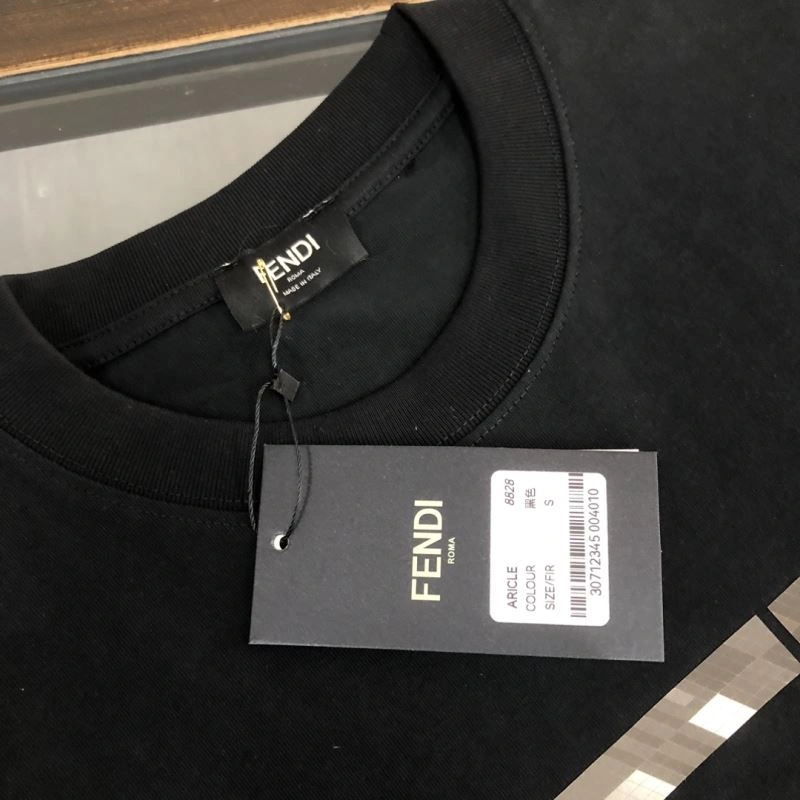 FENDI
ROMA
MADE IN ITALY
FENDI
ROMA
ARICLE 8828
COLOUR 黑色
SIZE/FIR S
30712345 004010